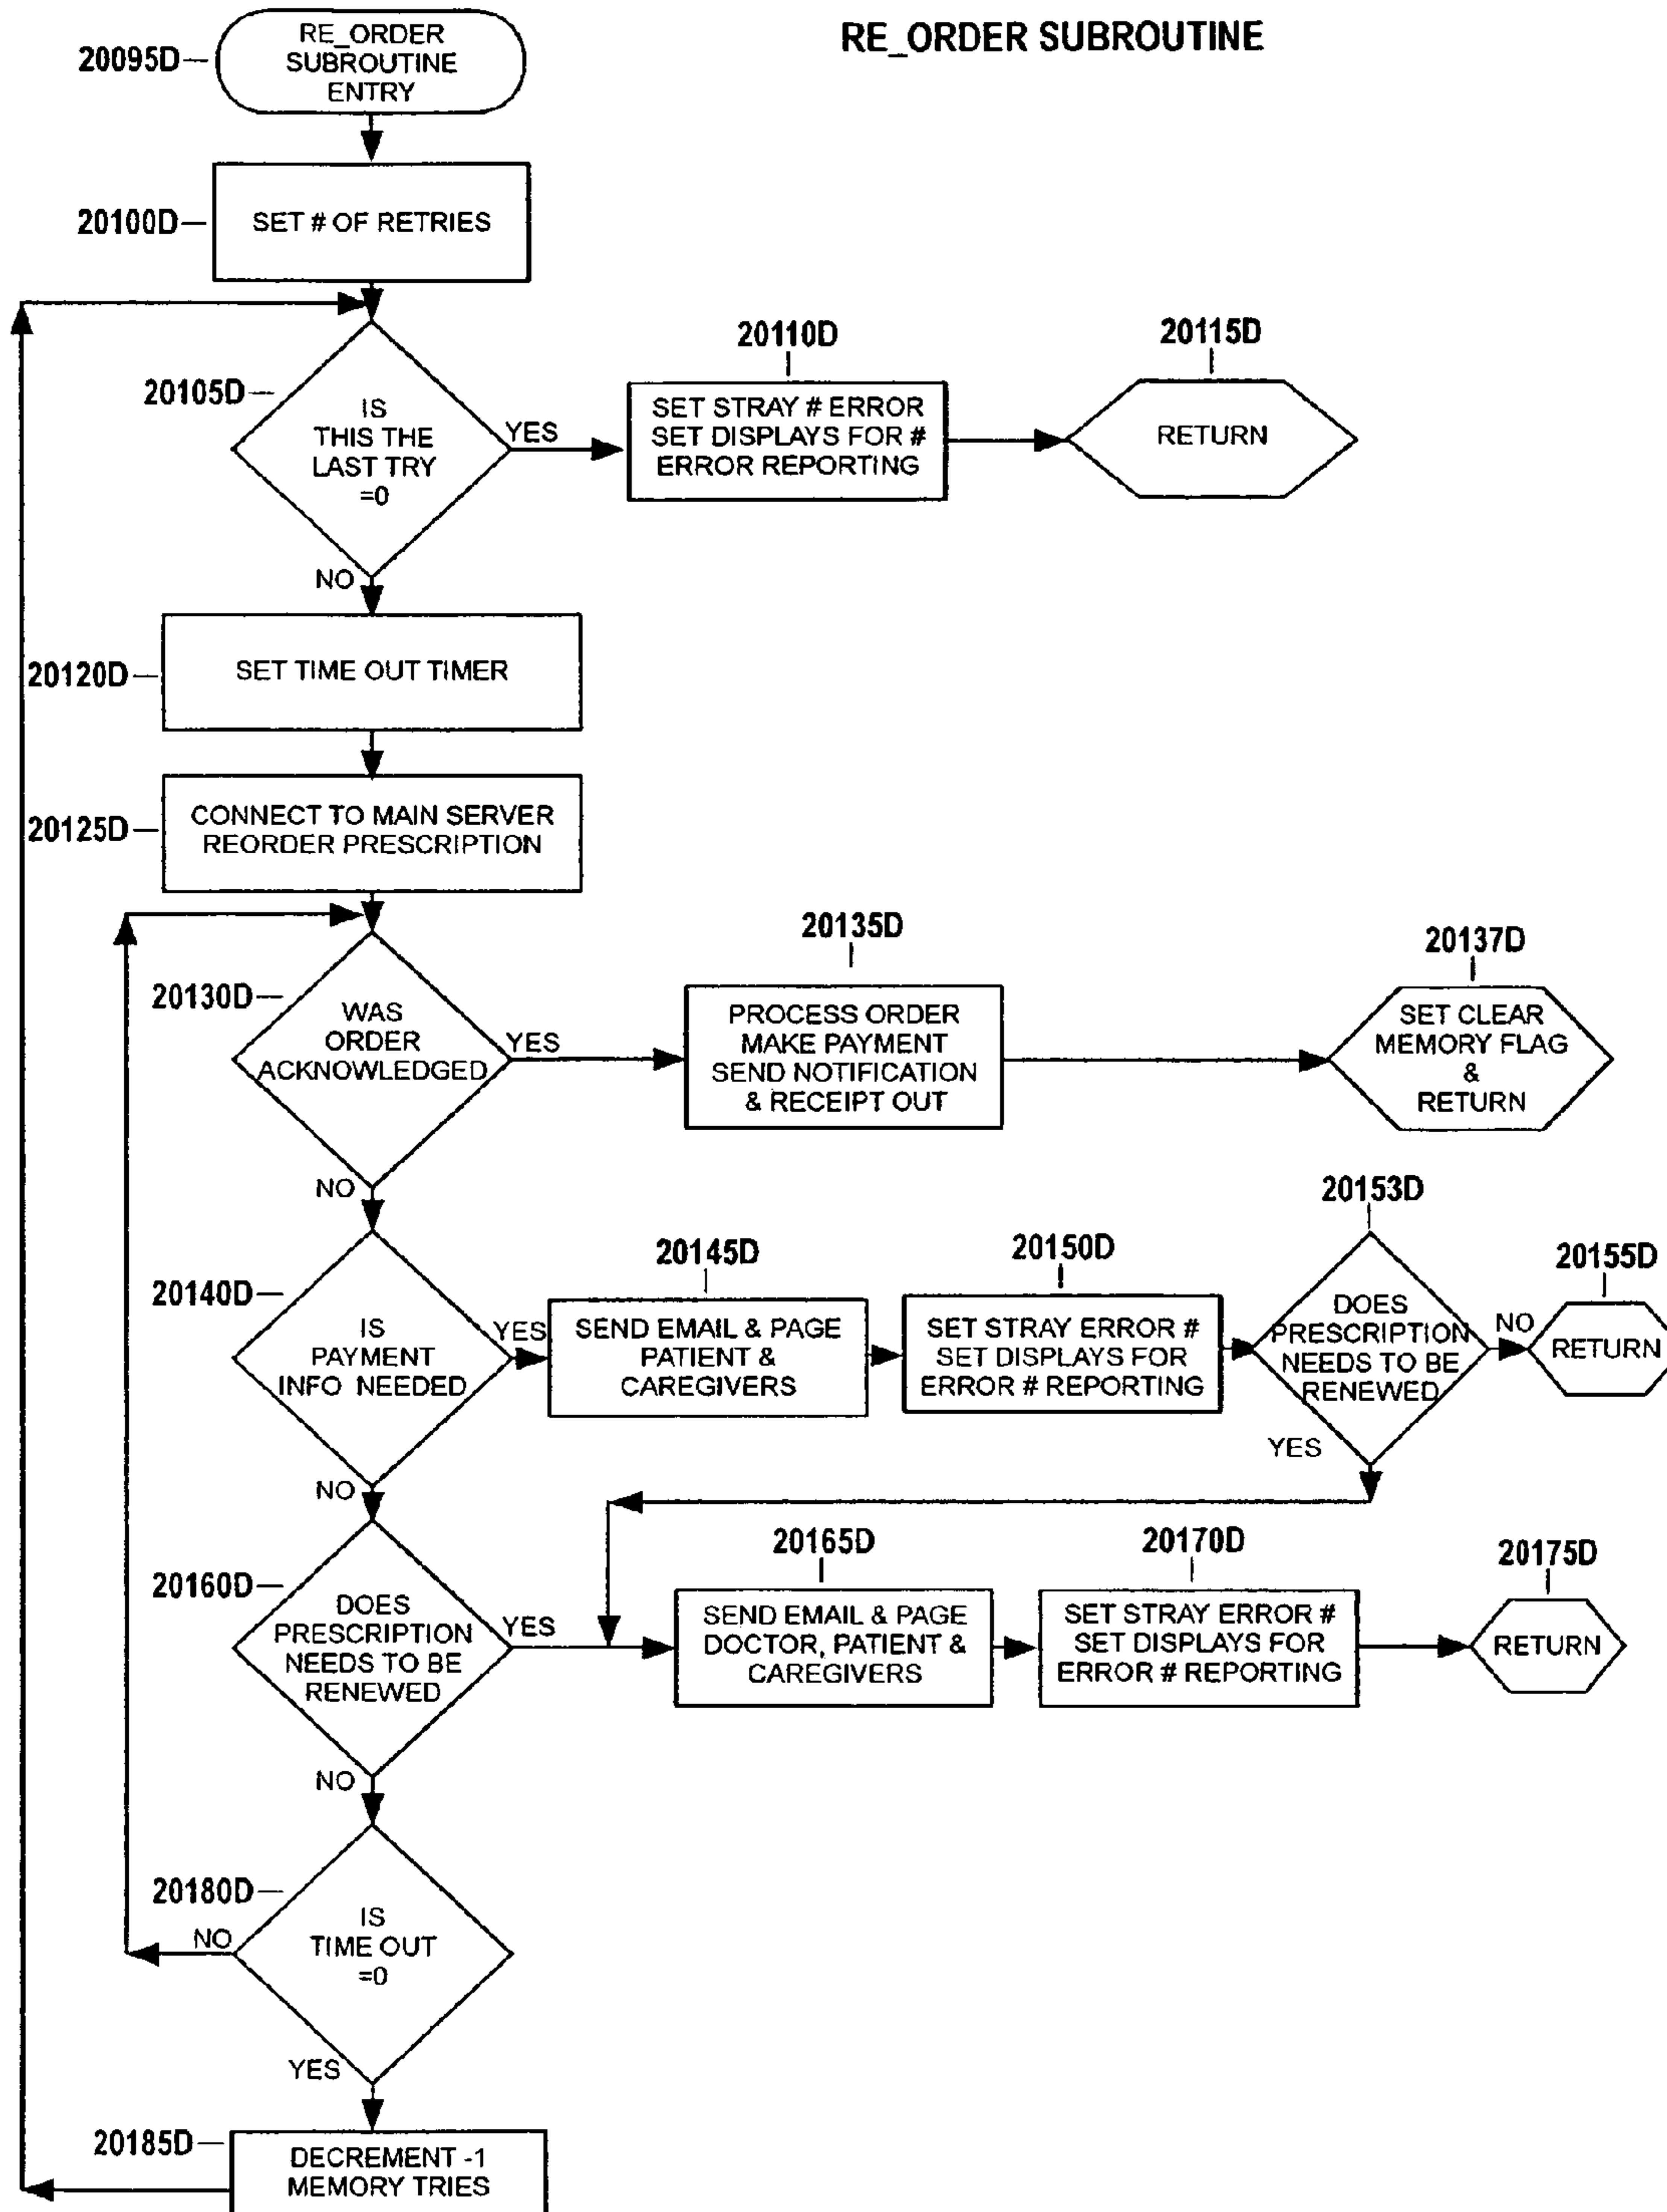 RE_ORDER SUBROUTINE
20095D
RE_ORDER
SUBROUTINE
ENTRY
20100D
SET # OF RETRIES
20105D
IS
THIS THE
LAST TRY
=0
YES
NO
20110D
SET STRAY # ERROR
SET DISPLAYS FOR #
ERROR REPORTING
20115D
RETURN
20120D
SET TIME OUT TIMER
20125D
CONNECT TO MAIN SERVER
REORDER PRESCRIPTION
20130D
WAS
ORDER
ACKNOWLEDGED
YES
NO
20135D
PROCESS ORDER
MAKE PAYMENT
SEND NOTIFICATION
& RECEIPT OUT
20137D
SET CLEAR
MEMORY FLAG
&
RETURN
20140D
IS
PAYMENT
INFO NEEDED
YES
NO
20145D
SEND EMAIL & PAGE
PATIENT &
CAREGIVERS
20150D
SET STRAY ERROR #
SET DISPLAYS FOR
ERROR # REPORTING
20153D
DOES
PRESCRIPTION
NEEDS TO BE
RENEWED
NO
YES
20155D
RETURN
20160D
DOES
PRESCRIPTION
NEEDS TO BE
RENEWED
YES
NO
20165D
SEND EMAIL & PAGE
DOCTOR, PATIENT &
CAREGIVERS
20170D
SET STRAY ERROR #
SET DISPLAYS FOR
ERROR # REPORTING
20175D
RETURN
20180D
IS
TIME OUT
=0
NO
YES
20185D
DECREMENT -1
MEMORY TRIES